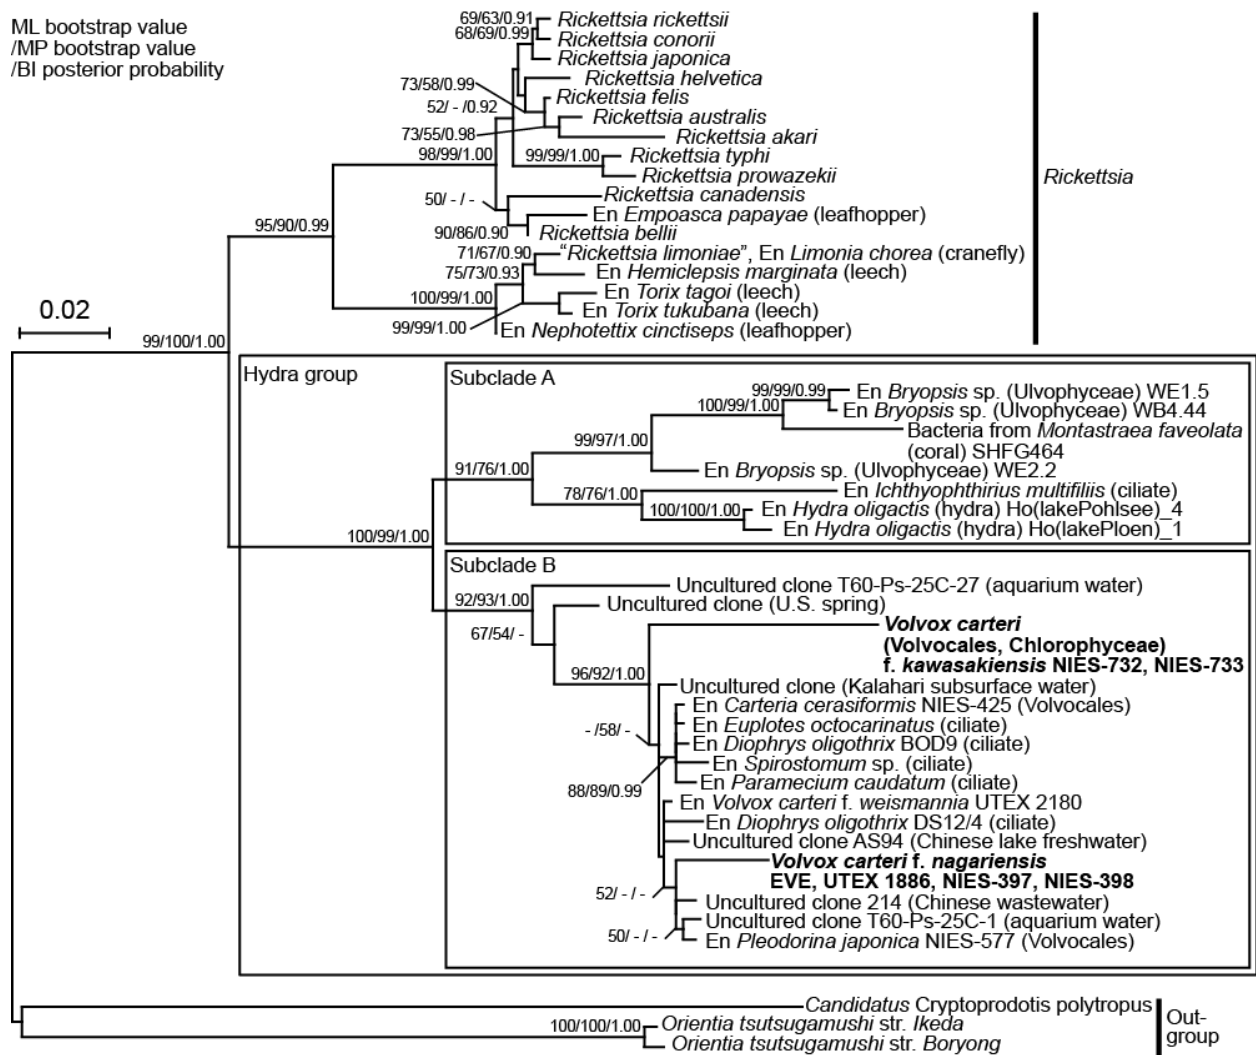 ML bootstrap value
/MP bootstrap value
/BI posterior probability
69/63/0.91
Rickettsia rickettsii
68/69/0.99
Rickettsia conorii
Rickettsia japonica
73/58/0.99
Rickettsia helvetica
Rickettsia felis
52/ - /0.92
Rickettsia australis
73/55/0.98
Rickettsia akari
98/99/1.00
99/99/1.00
Rickettsia typhi
Rickettsia prowazekii
Rickettsia
50/ - / -
Rickettsia canadensis
En Empoasca papayae (leafhopper)
95/90/0.99
90/86/0.90
Rickettsia bellii
71/67/0.90
“Rickettsia limoniae”, En Limonia chorea (cranefly)
75/73/0.93
En Hemiclepsis marginata (leech)
100/99/1.00
En Torix tagoi (leech)
En Torix tukubana (leech)
99/99/1.00
En Nephotettix cinctiseps (leafhopper)
0.02
99/100/1.00
Hydra group
Subclade A
99/99/0.99
En Bryopsis sp. (Ulvophyceae) WE1.5
100/99/1.00
En Bryopsis sp. (Ulvophyceae) WB4.44
Bacteria from Montastraea faveolata
(coral) SHFG464
99/97/1.00
91/76/1.00
En Bryopsis sp. (Ulvophyceae) WE2.2
78/76/1.00
En Ichthyophthirius multifiliis (ciliate)
100/100/1.00
En Hydra oligactis (hydra) Ho(lakePohlsee)_4
En Hydra oligactis (hydra) Ho(lakePloen)_1
100/99/1.00
Subclade B
Uncultured clone T60-Ps-25C-27 (aquarium water)
92/93/1.00
Uncultured clone (U.S. spring)
67/54/ -
Volvox carteri
(Volvocales, Chlorophyceae)
f. kawasakiensis NIES-732, NIES-733
96/92/1.00
Uncultured clone (Kalahari subsurface water)
En Carteria cerasiformis NIES-425 (Volvocales)
- /58/ -
En Euplotes octocarinatus (ciliate)
En Diophrys oligothrix BOD9 (ciliate)
En Spirostomum sp. (ciliate)
88/89/0.99
En Paramecium caudatum (ciliate)
En Volvox carteri f. weismannia UTEX 2180
En Diophrys oligothrix DS12/4 (ciliate)
Uncultured clone AS94 (Chinese lake freshwater)
Volvox carteri f. nagariensis
EVE, UTEX 1886, NIES-397, NIES-398
52/ - / -
Uncultured clone 214 (Chinese wastewater)
Uncultured clone T60-Ps-25C-1 (aquarium water)
50/ - / -
En Pleodorina japonica NIES-577 (Volvocales)
Candidatus Cryptoprodotis polytropus
100/100/1.00
Orientia tsutsugamushi str. Ikeda
Orientia tsutsugamushi str. Boryong
Out-
group